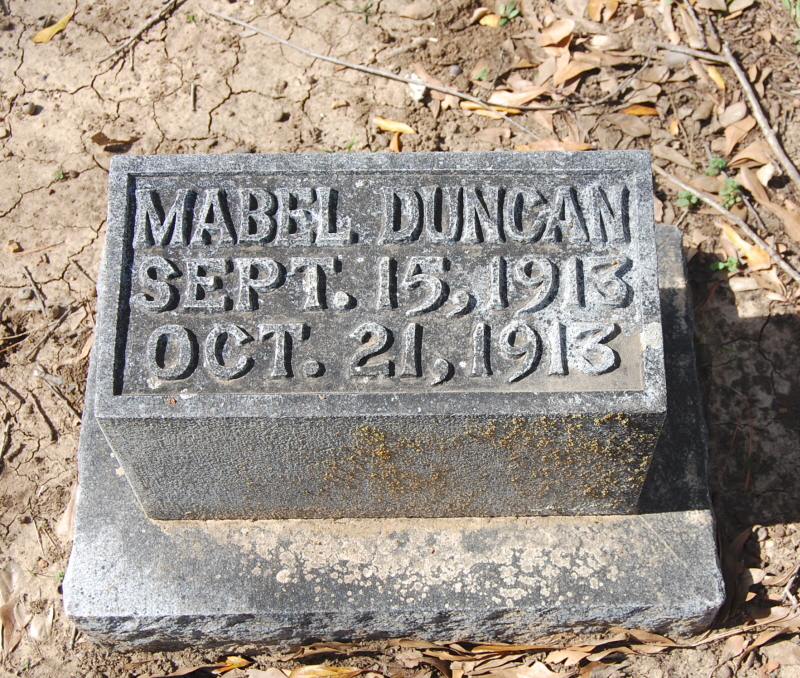 MABEL DUNCAN
SEPT. 15, 1913
OCT. 21, 1913